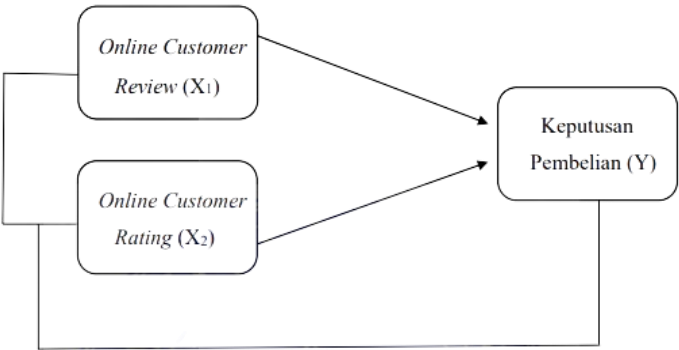 Online Customer
Review (X₁)
Online Customer
Rating (X₂)
Keputusan
Pembelian (Y)